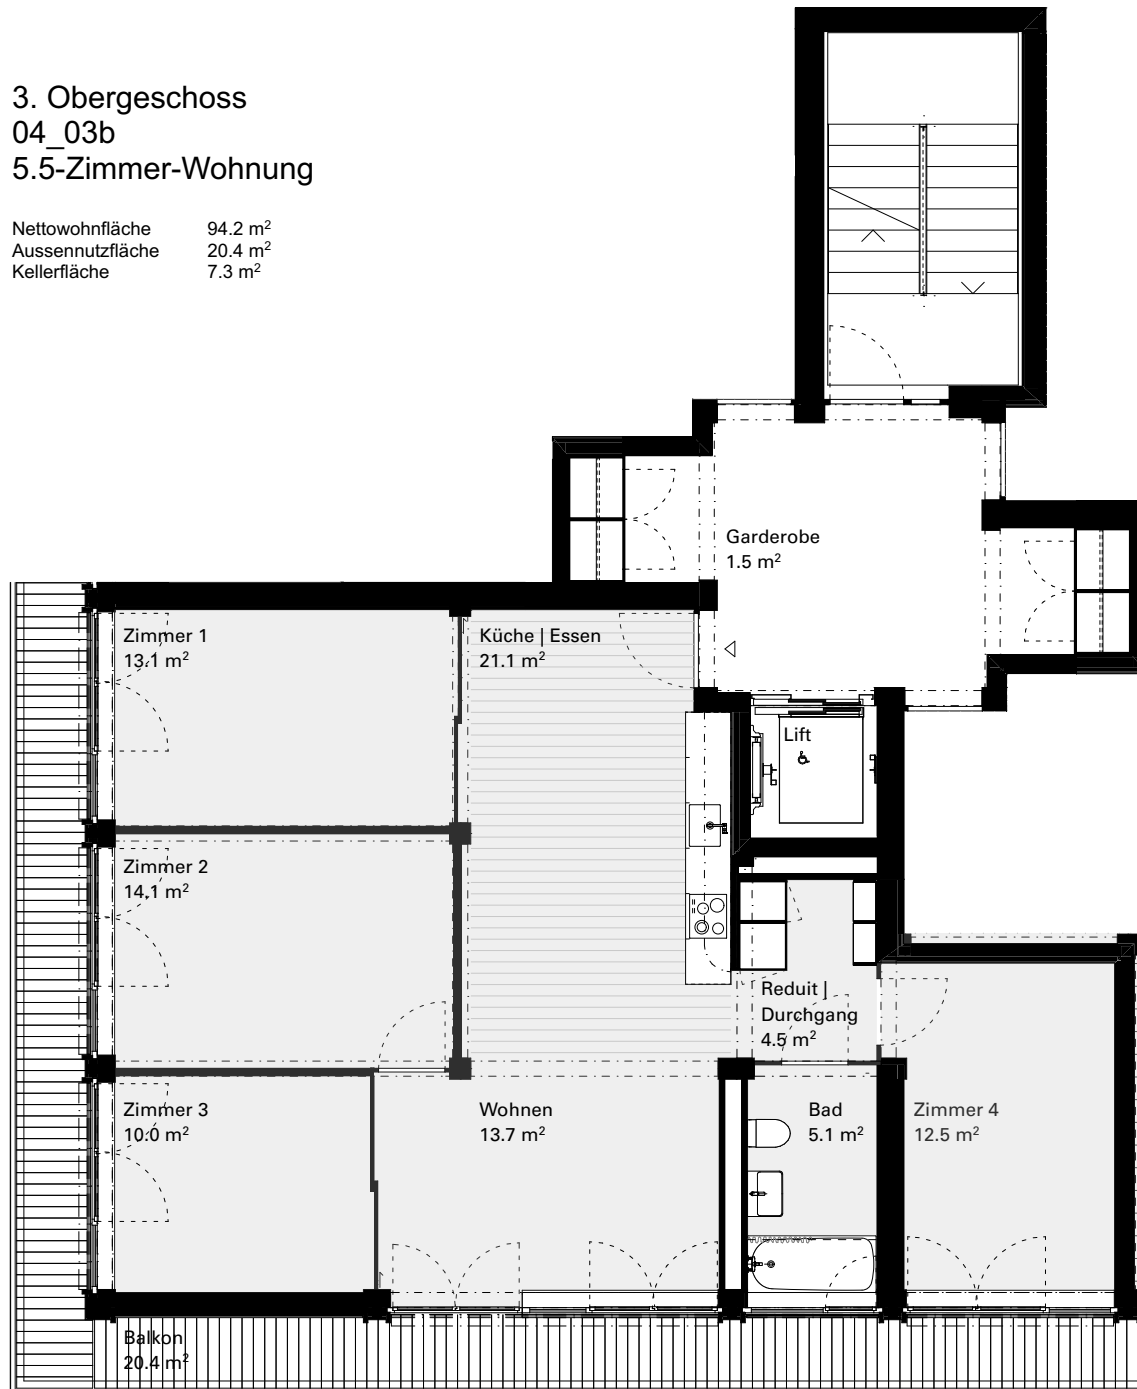 3. Obergeschoss
04_03b
5.5-Zimmer-Wohnung
Nettowohnfläche 94.2 m²
Aussennutzfläche 20.4 m²
Kellerfläche 7.3 m²
Garderobe
1.5 m²
Zimmer 1
13.1 m²
Küche | Essen
21.1 m²
Lift
Zimmer 2
14.1 m²
Reduit |
Durchgang
4.5 m²
Zimmer 3
10.0 m²
Wohnen
13.7 m²
Bad
5.1 m²
Zimmer 4
12.5 m²
Balkon
20.4 m²